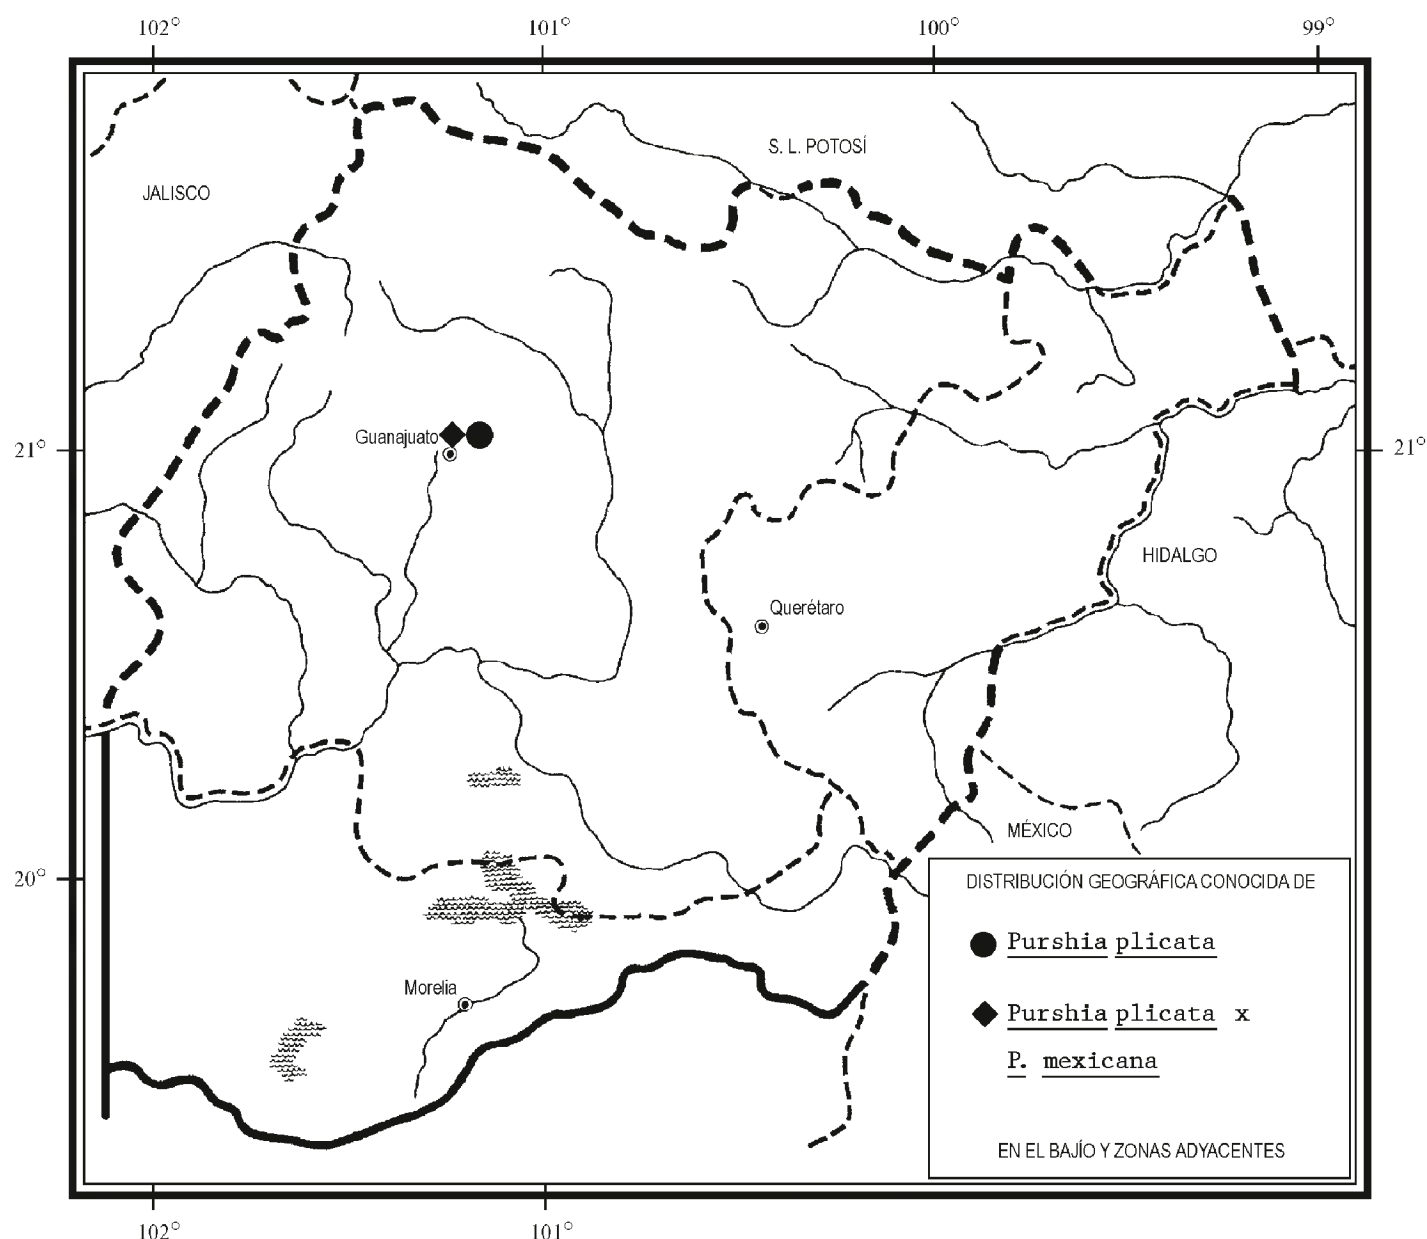 102° 101° 100° 99°
S. L. POTOSÍ
JALISCO
Guanajuato
21° 21°
HIDALGO
Querétaro
MÉXICO
20°
DISTRIBUCIÓN GEOGRÁFICA CONOCIDA DE
Purshia plicata
Morelia
Purshia plicata x
P. mexicana
EN EL BAJÍO Y ZONAS ADYACENTES
102° 101°